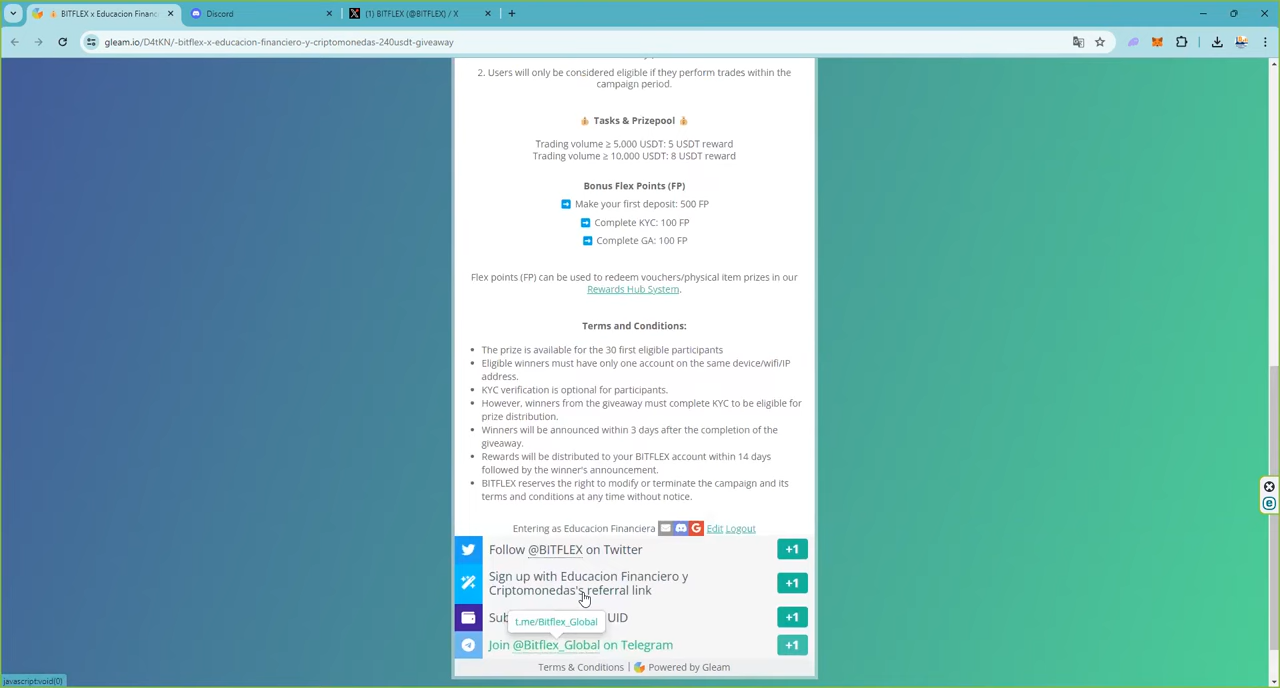 BITFLEX x Educacion Financ
Discord
(1) BITFLEX (@BITFLEX) / X
gleam.io/D4tKN/-bitflex-x-educacion-financiero-y-criptomonedas-240usdt-giveaway
2. Users will only be considered eligible if they perform trades within the
campaign period.
Tasks & Prizepool
Trading volume ≥ 5,000 USDT: 5 USDT reward
Trading volume ≥ 10,000 USDT: 8 USDT reward
Bonus Flex Points (FP)
Make your first deposit: 500 FP
Complete KYC: 100 FP
Complete GA: 100 FP
Flex points (FP) can be used to redeem vouchers/physical item prizes in our
Rewards Hub System.
Terms and Conditions:
• The prize is available for the 30 first eligible participants
• Eligible winners must have only one account on the same device/wifi/IP
address.
• KYC verification is optional for participants.
• However, winners from the giveaway must complete KYC to be eligible for
prize distribution.
• Winners will be announced within 3 days after the completion of the
giveaway.
• Rewards will be distributed to your BITFLEX account within 14 days
followed by the winner's announcement.
• BITFLEX reserves the right to modify or terminate the campaign and its
terms and conditions at any time without notice.
Entering as Educacion Financiera Edit Logout
Follow @BITFLEX on Twitter +1
Sign up with Educacion Financiero y
Criptomonedas's referral link +1
Sub UID +1
t.me/Bitflex_Global
Join @Bitflex_Global on Telegram +1
Terms & Conditions | Powered by Gleam
javascript:void(0)